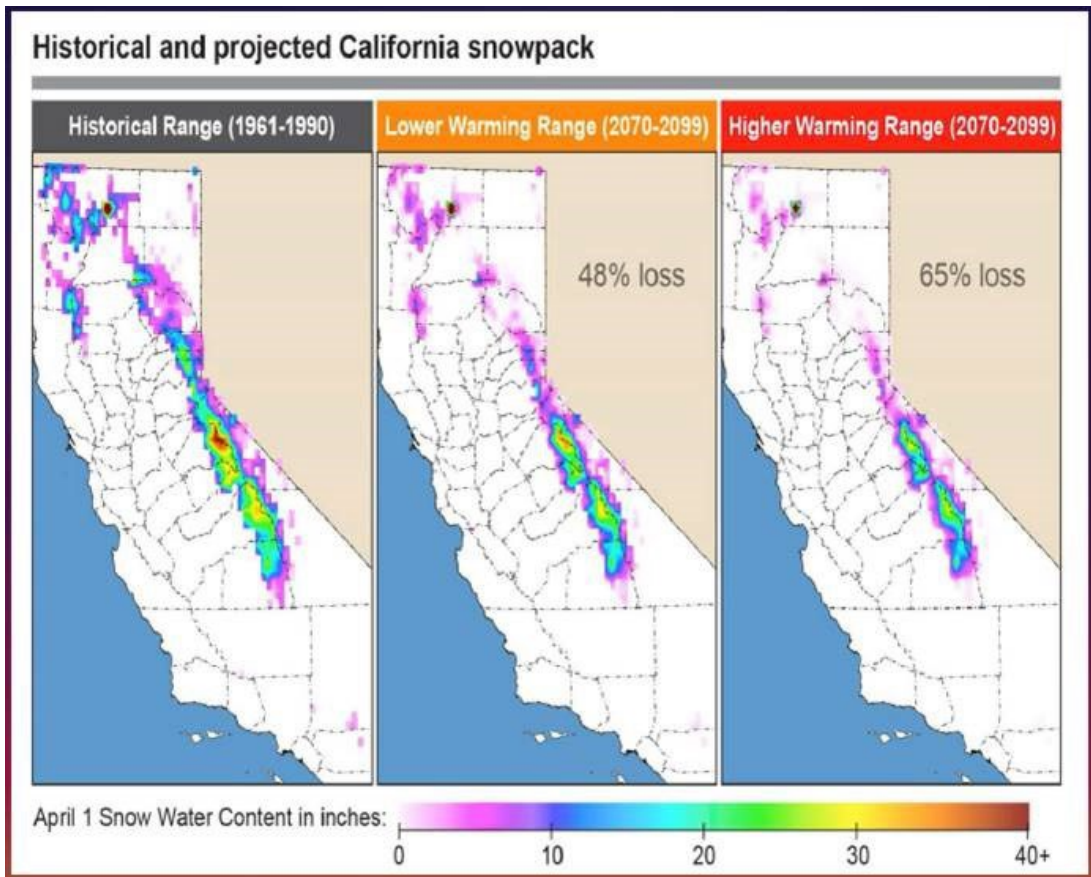 Historical and projected California snowpack
Historical Range (1961-1990)
Lower Warming Range (2070-2099)
Higher Warming Range (2070-2099)
48% loss
65% loss
April 1 Snow Water Content in inches:
0 10 20 30 40+